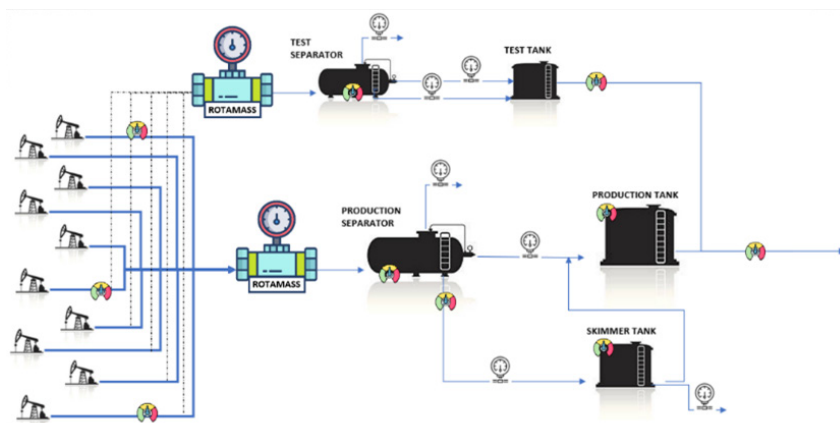 TEST
SEPARATOR
TEST TANK
ROTAMASS
PRODUCTION
SEPARATOR
PRODUCTION TANK
ROTAMASS
SKIMMER TANK